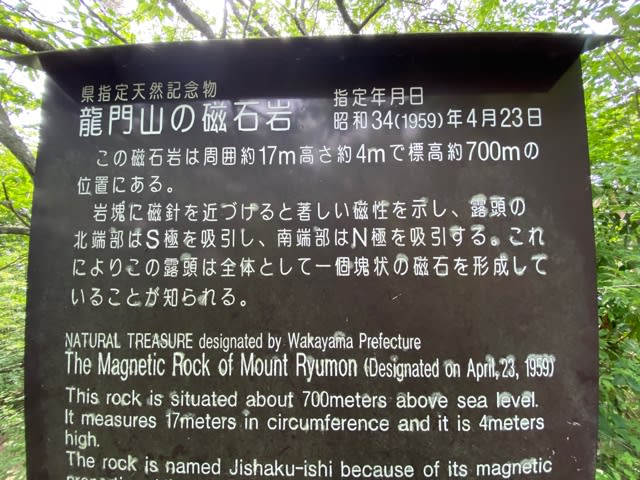 県指定天然記念物
龍門山の磁石岩
指定年月日
昭和34(1959)年4月23日
この磁石岩は周囲約17m高さ約4mで標高約700mの
位置にある。
岩塊に磁針を近づけると著しい磁性を示し、露頭の
北端部はS極を吸引し、南端部はN極を吸引する。これ
によりこの露頭は全体として一個塊状の磁石を形成して
いることが知られる。
NATURAL TREASURE designated by Wakayama Prefecture
The Magnetic Rock of Mount Ryumon (Designated on April, 23, 1959)
This rock is situated about 700meters above sea level.
It measures 17meters in circumference and it is 4meters
high.
The rock is named Jishaku-ishi because of its magnetic